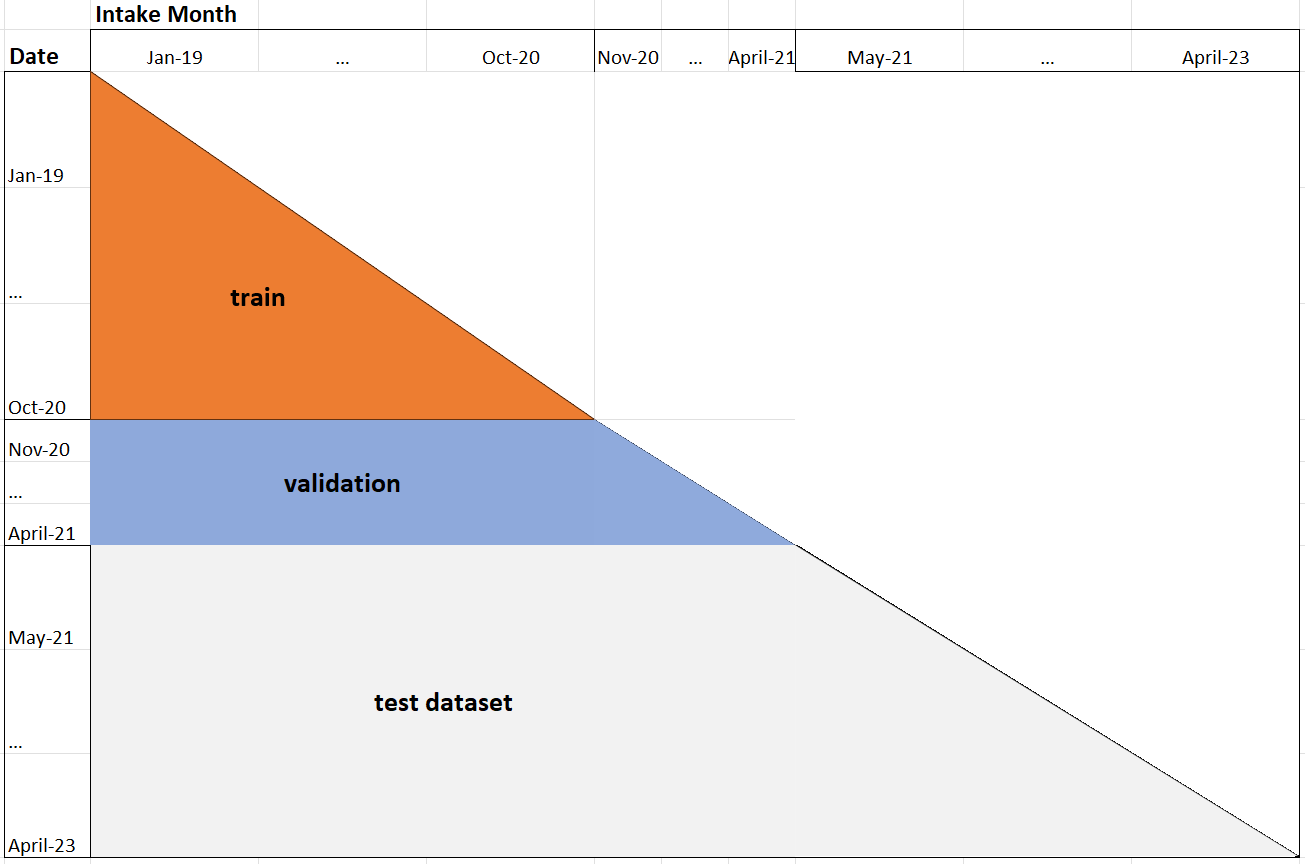 Intake Month
Date Jan-19 ... Oct-20 Nov-20 ... April-21 May-21 ... April-23
Jan-19
...
train
Oct-20
Nov-20
validation
...
April-21
May-21
test dataset
...
April-23